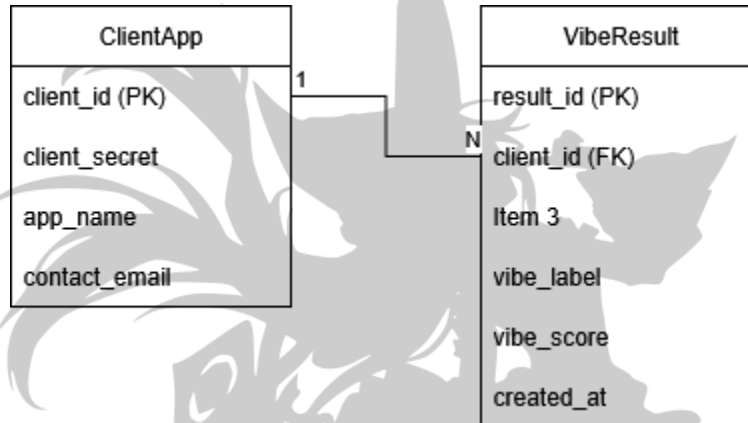 ClientApp
client_id (PK)
client_secret
app_name
contact_email
1
N
VibeResult
result_id (PK)
client_id (FK)
Item 3
vibe_label
vibe_score
created_at